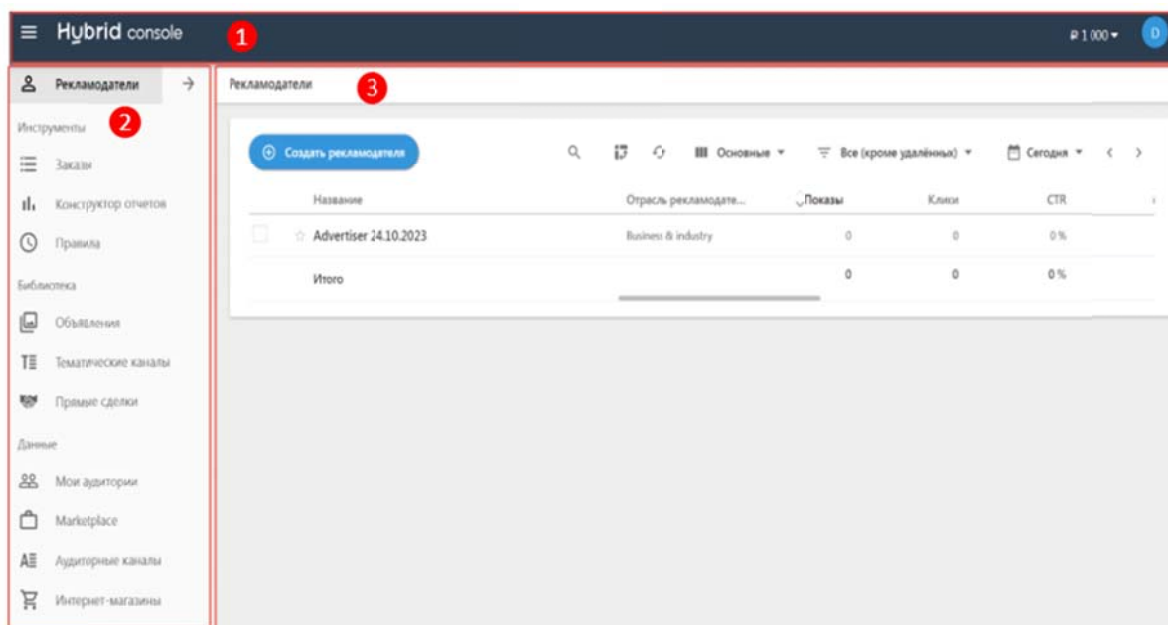 Hybrid console
1
₽ 1 000
D
Рекламодатели
2
Инструменты
Заказы
Конструктор отчетов
Правила
Библиотека
Объявления
Тематические каналы
Прямые сделки
Данные
Мои аудитории
Marketplace
Аудиторные каналы
Интернет-магазины
Рекламодатели
3
Создать рекламодателя
Основные
Все (кроме удалённых)
Сегодня
Название Отрасль рекламодате... Показы Клики CTR
Advertiser 24.10.2023 Business & industry 0 0 0 %
Итого 0 0 0 %